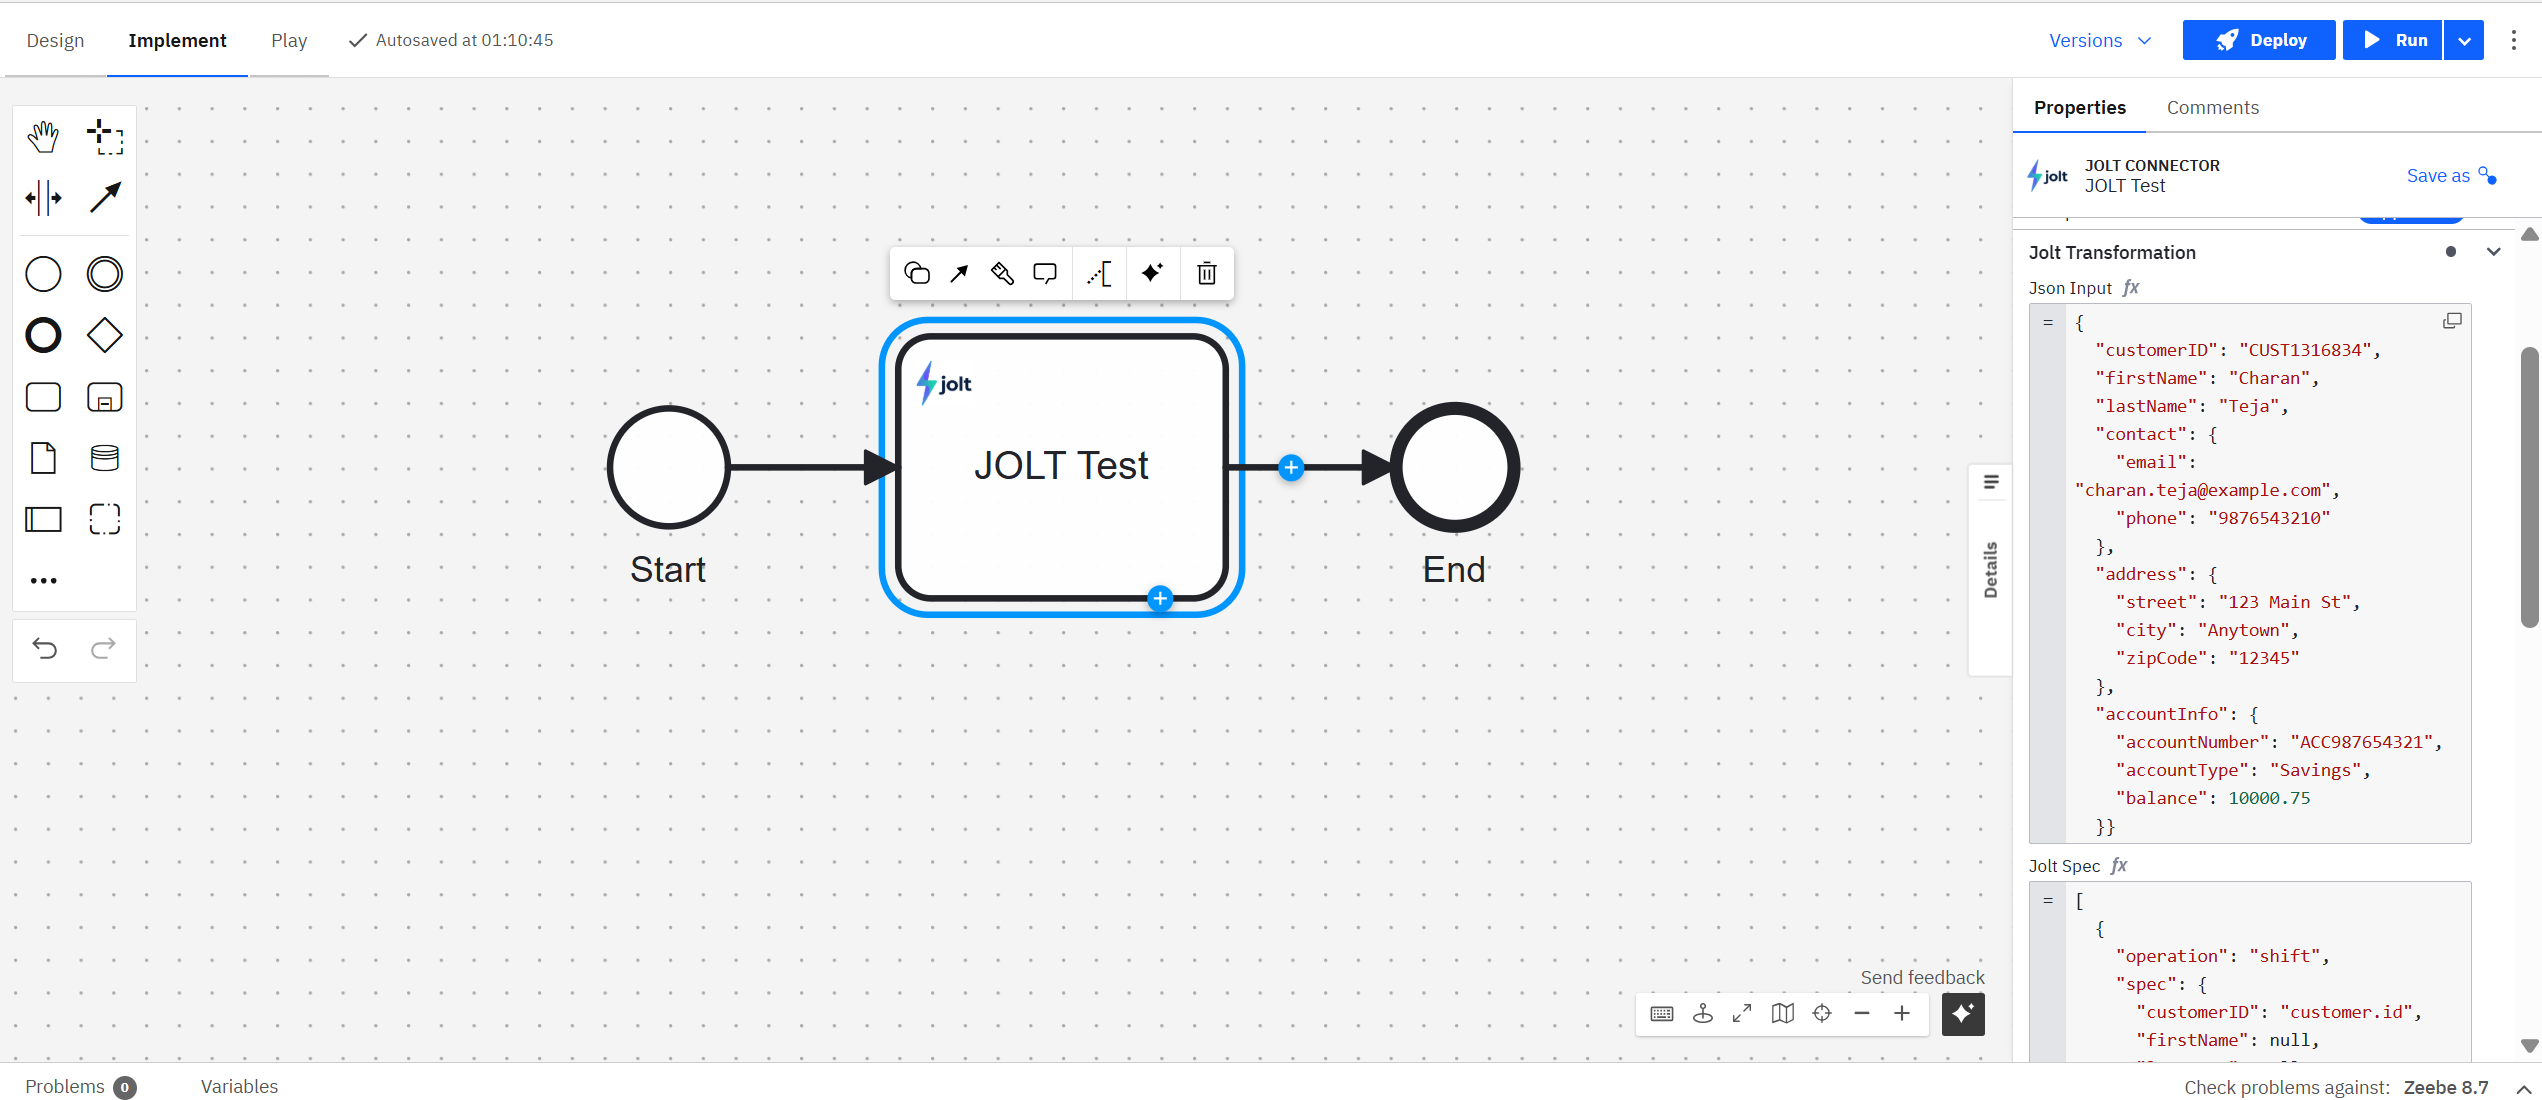 Design
Implement
Play
Autosaved at 01:10:45
Versions
Deploy
Run
Properties
Comments
jolt
JOLT CONNECTOR
JOLT Test
Save as
Jolt Transformation
Json Input fx
= {
"customerID": "CUST1316834",
"firstName": "Charan",
"lastName": "Teja",
"contact": {
"email":
"charan.teja@example.com",
"phone": "9876543210"
},
"address": {
"street": "123 Main St",
"city": "Anytown",
"zipCode": "12345"
},
"accountInfo": {
"accountNumber": "ACC987654321",
"accountType": "Savings",
"balance": 10000.75
}}
Jolt Spec fx
= [
{
"operation": "shift",
"spec": {
"customerID": "customer.id",
"firstName": null,
jolt
JOLT Test
Start
End
Details
Send feedback
Problems 0
Variables
Check problems against: Zeebe 8.7